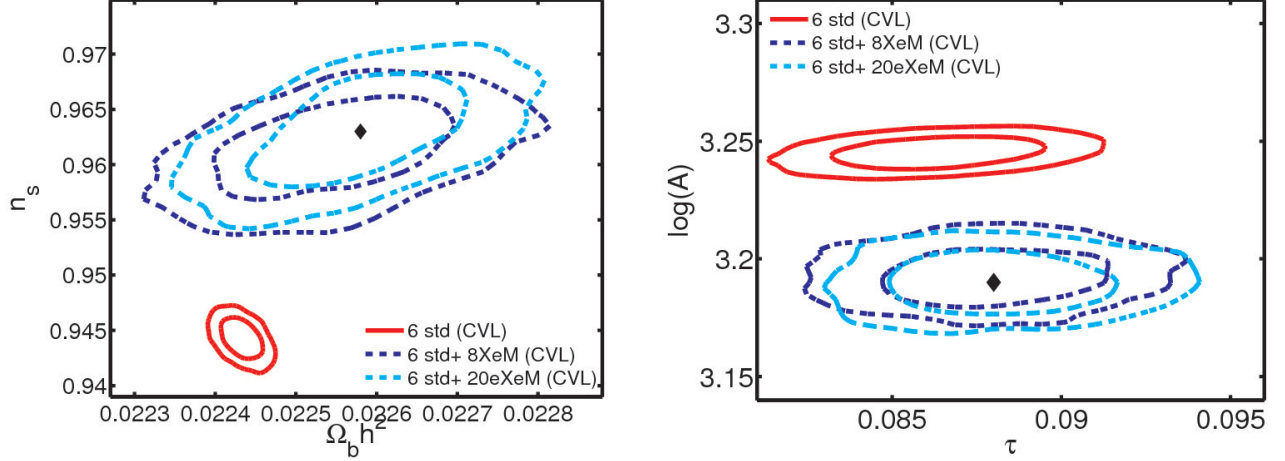 0.97
0.965
0.96
0.955
0.95
0.945
0.94
n_s
6 std (CVL)
6 std+ 8XeM (CVL)
6 std+ 20eXeM (CVL)
0.0223 0.0224 0.0225 0.0226 0.0227 0.0228
Ω_b h²
3.3
3.25
3.2
3.15
log(A)
6 std (CVL)
6 std+ 8XeM (CVL)
6 std+ 20eXeM (CVL)
0.085 0.09 0.095
τ